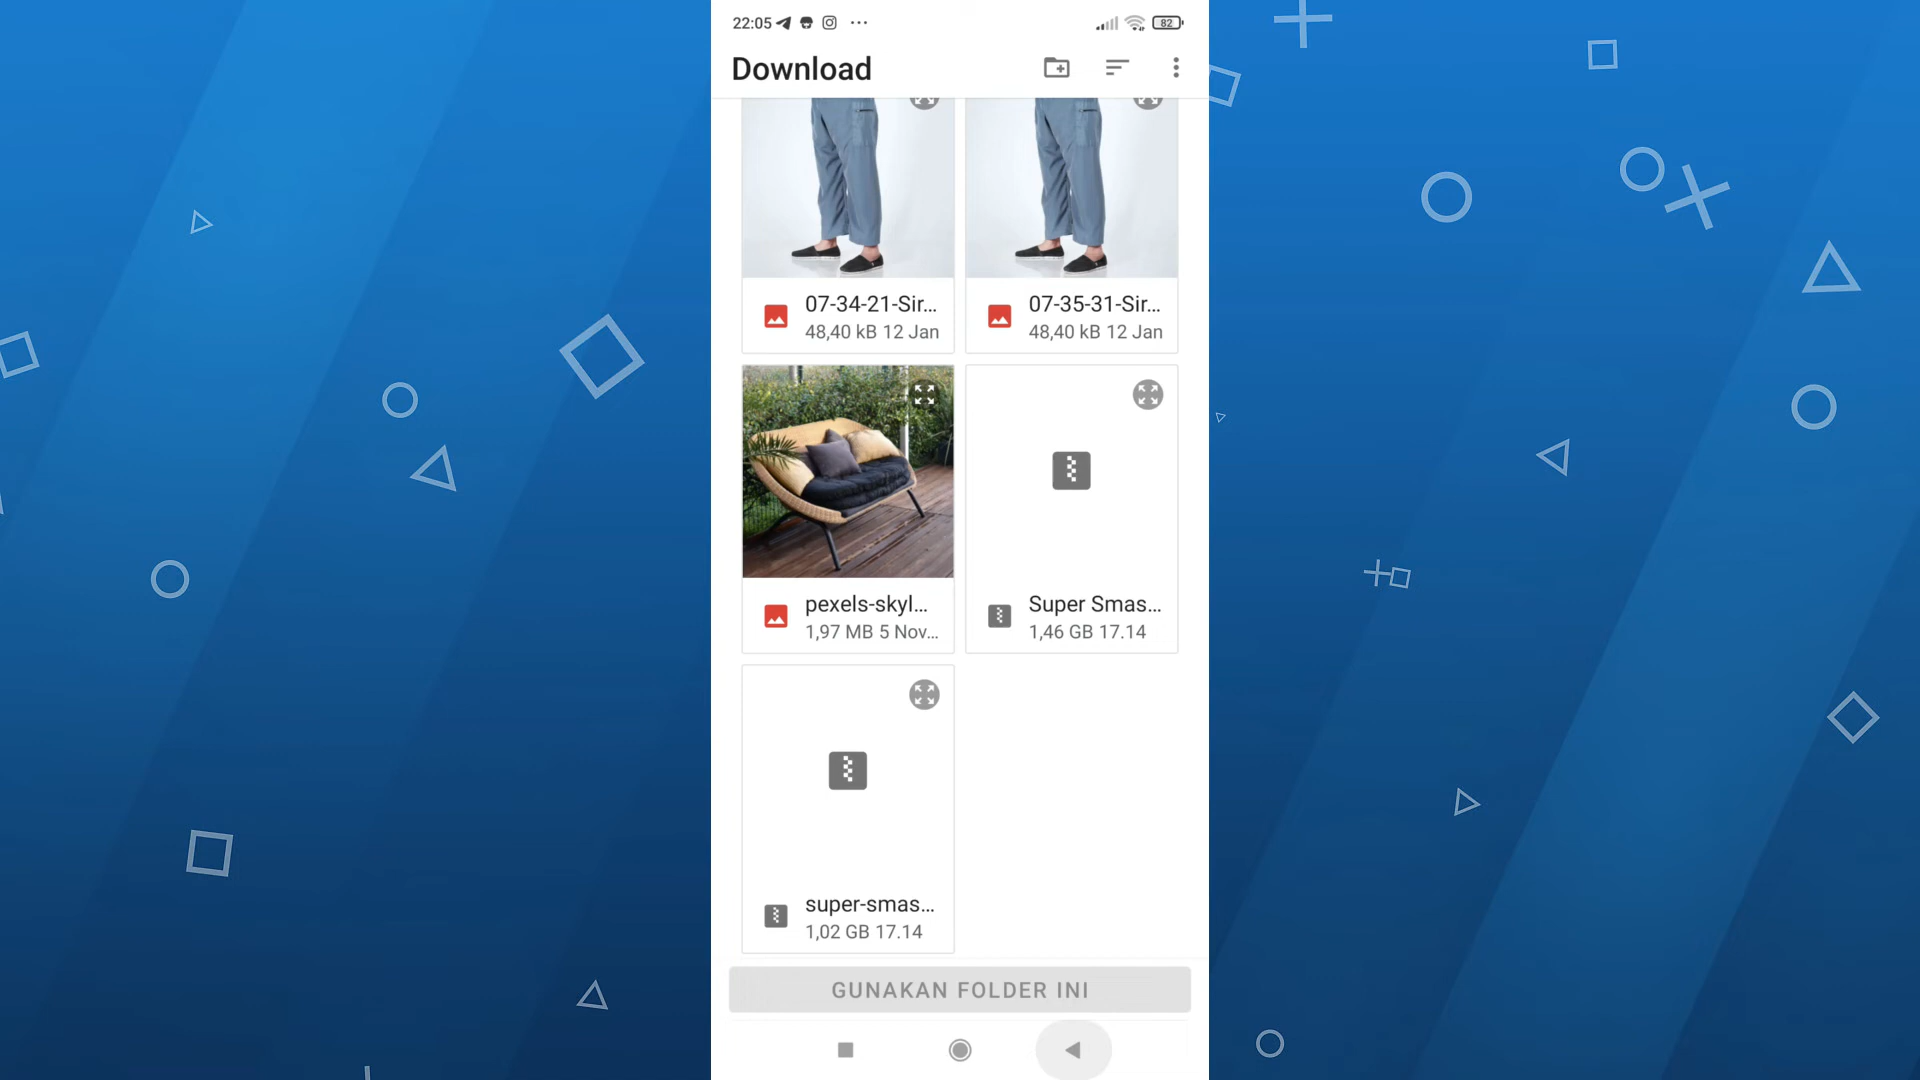 22:05
82
Download
07-34-21-Sir...
48,40 kB 12 Jan
07-35-31-Sir...
48,40 kB 12 Jan
pexels-skyl...
1,97 MB 5 Nov...
Super Smas...
1,46 GB 17.14
super-smas...
1,02 GB 17.14
GUNAKAN FOLDER INI